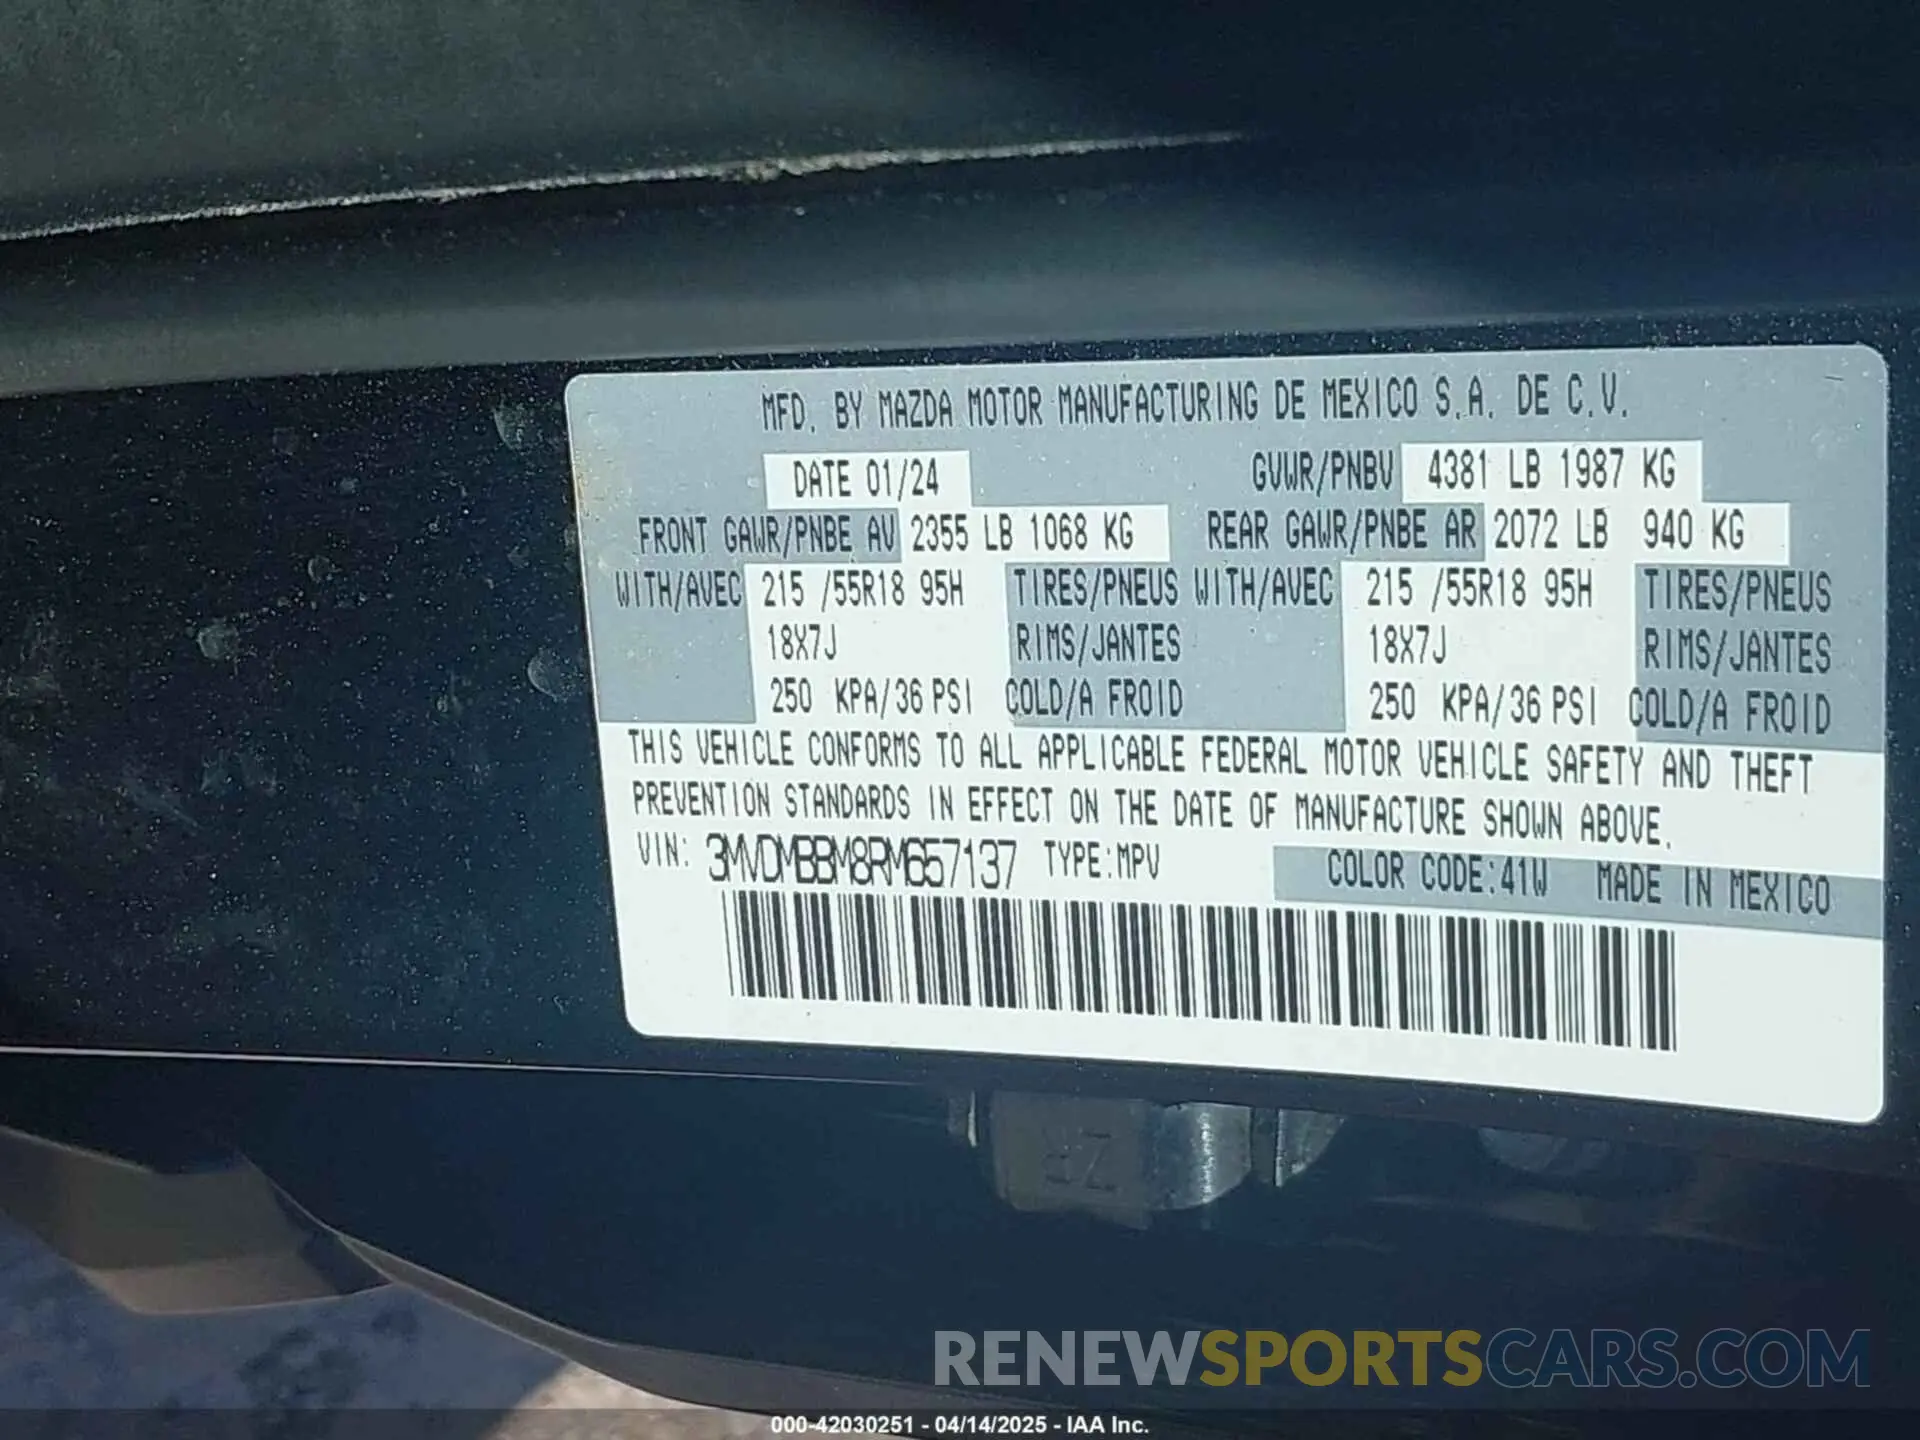 MFD. BY MAZDA MOTOR MANUFACTURING DE MEXICO S.A. DE C.V.
DATE 01/24 GVWR/PNBV 4381 LB 1987 KG
FRONT GAWR/PNBE AV 2355 LB 1068 KG REAR GAWR/PNBE AR 2072 LB 940 KG
WITH/AVEC 215 /55R18 95H TIRES/PNEUS WITH/AVEC 215 /55R18 95H TIRES/PNEUS
18X7J RIMS/JANTES 18X7J RIMS/JANTES
250 KPA/36 PSI COLD/A FROID 250 KPA/36 PSI COLD/A FROID
THIS VEHICLE CONFORMS TO ALL APPLICABLE FEDERAL MOTOR VEHICLE SAFETY AND THEFT
PREVENTION STANDARDS IN EFFECT ON THE DATE OF MANUFACTURE SHOWN ABOVE.
VIN: 3MVDMBBM8RM657137 TYPE:MPV COLOR CODE:41W MADE IN MEXICO
RENEWSPORTSCARS.COM
000-42030251 - 04/14/2025 - IAA Inc.